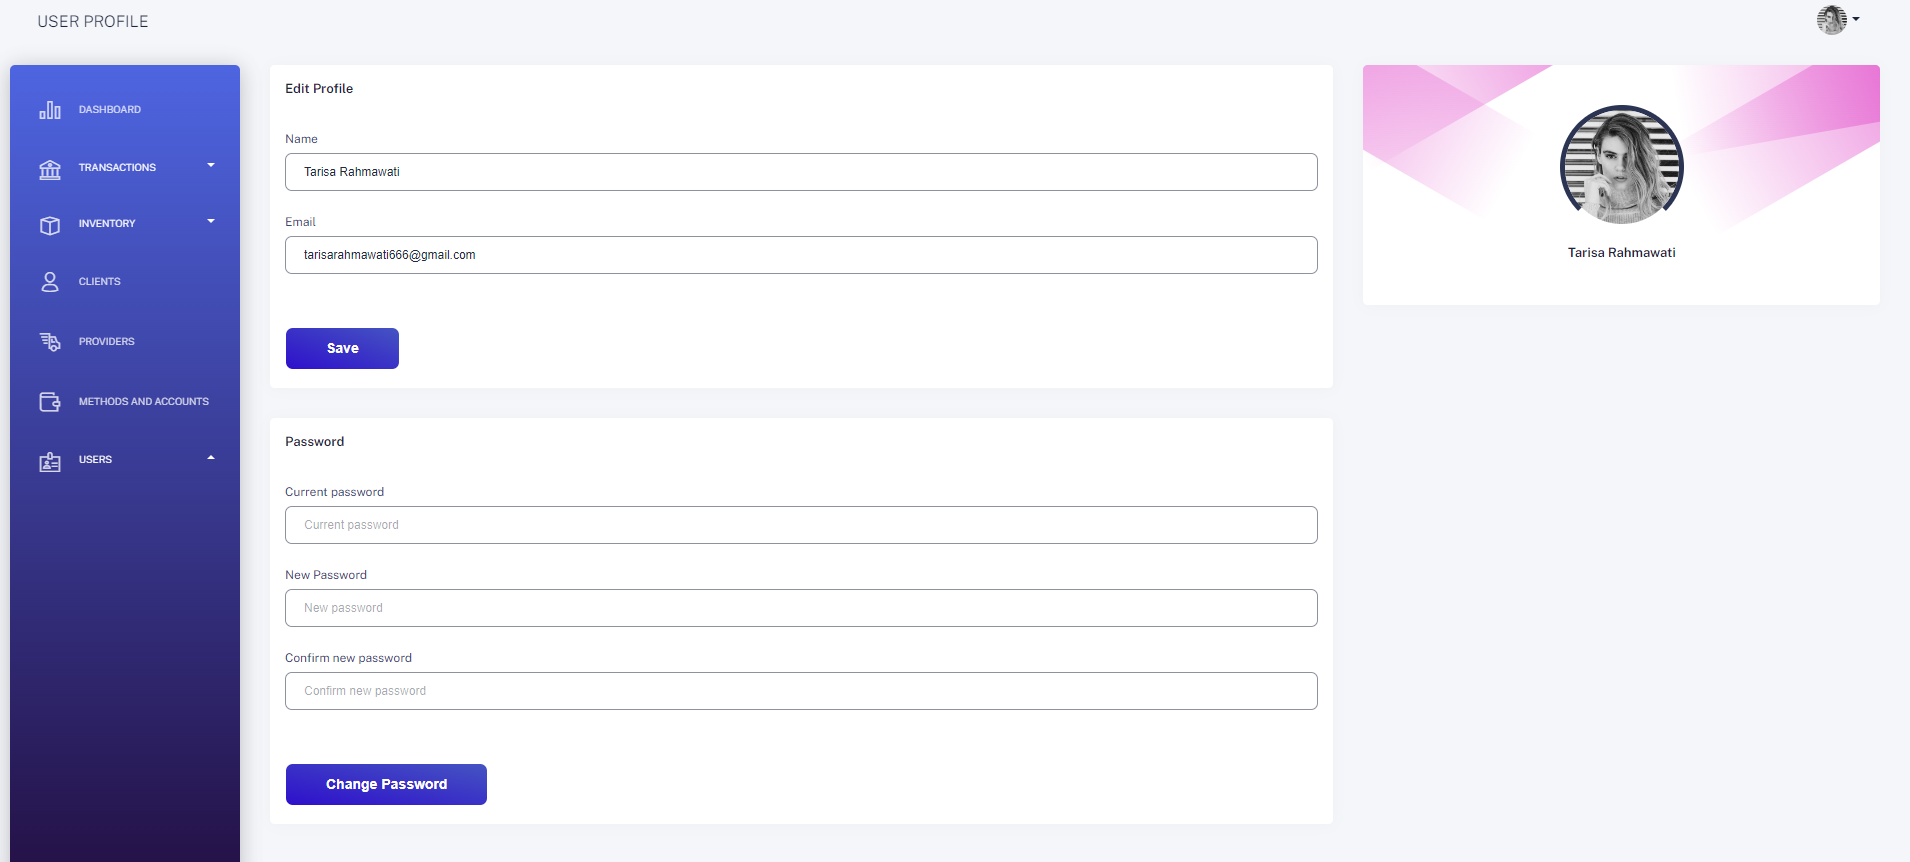 USER PROFILE
DASHBOARD
TRANSACTIONS
INVENTORY
CLIENTS
PROVIDERS
METHODS AND ACCOUNTS
USERS
Edit Profile
Name
Tarisa Rahmawati
Email
tarisarahmawati666@gmail.com
Save
Password
Current password
Current password
New Password
New password
Confirm new password
Confirm new password
Change Password
Tarisa Rahmawati